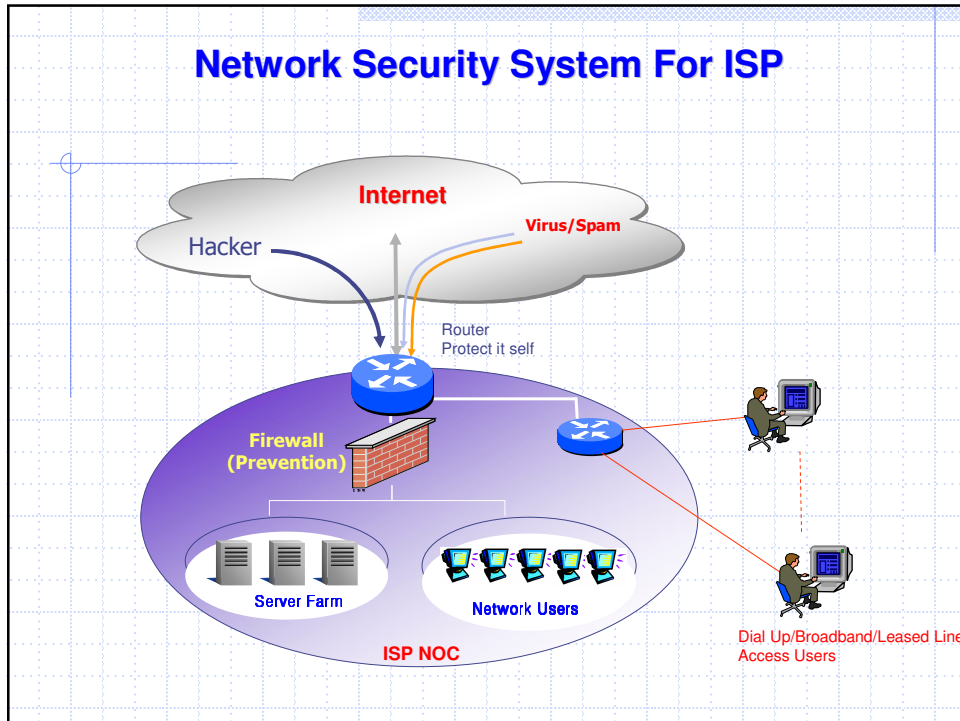 Network Security System For ISP
Internet
Virus/Spam
Hacker
Router
Protect it self
Firewall
(Prevention)
Server Farm
Network Users
ISP NOC
Dial Up/Broadband/Leased Line
Access Users